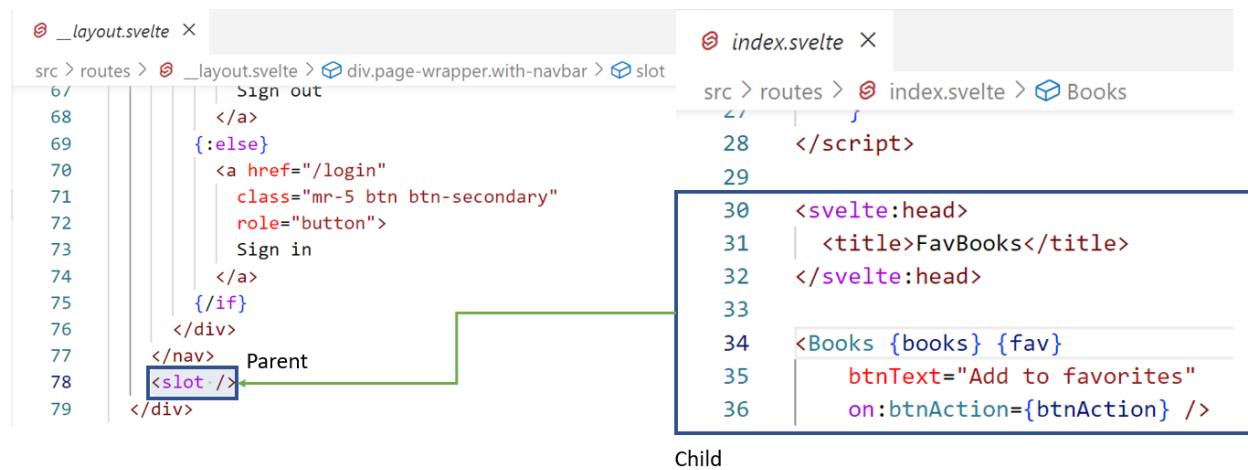 __layout.svelte ×
src > routes > __layout.svelte > div.page-wrapper.with-navbar > slot
67 Sign out
68 </a>
69 {:else}
70 <a href="/login"
71 class="mr-5 btn btn-secondary"
72 role="button">
73 Sign in
74 </a>
75 {/if}
76 </div>
77 </nav>
78 <slot />
79 </div>
Parent
index.svelte ×
src > routes > index.svelte > Books
27 }
28 </script>
29
30 <svelte:head>
31 <title>FavBooks</title>
32 </svelte:head>
33
34 <Books {books} {fav}
35 btnText="Add to favorites"
36 on:btnAction={btnAction} />
Child